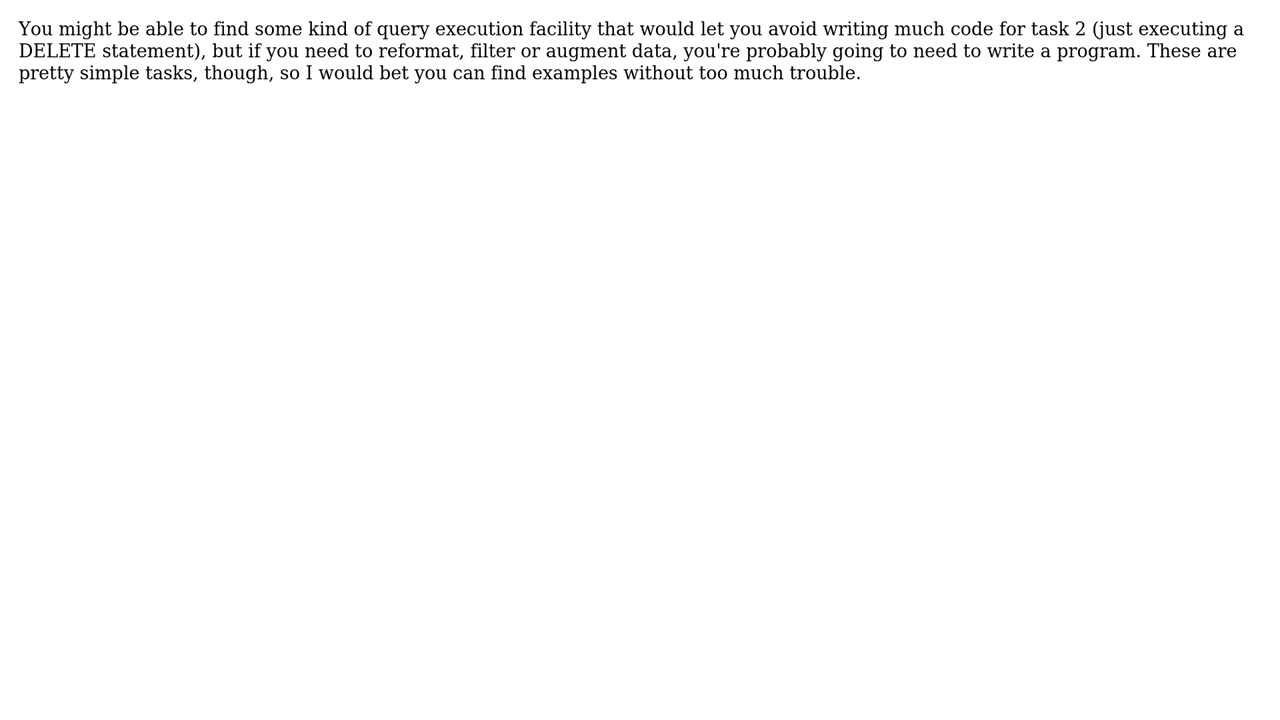 You might be able to find some kind of query execution facility that would let you avoid writing much code for task 2 (just executing a
DELETE statement), but if you need to reformat, filter or augment data, you're probably going to need to write a program. These are
pretty simple tasks, though, so I would bet you can find examples without too much trouble.